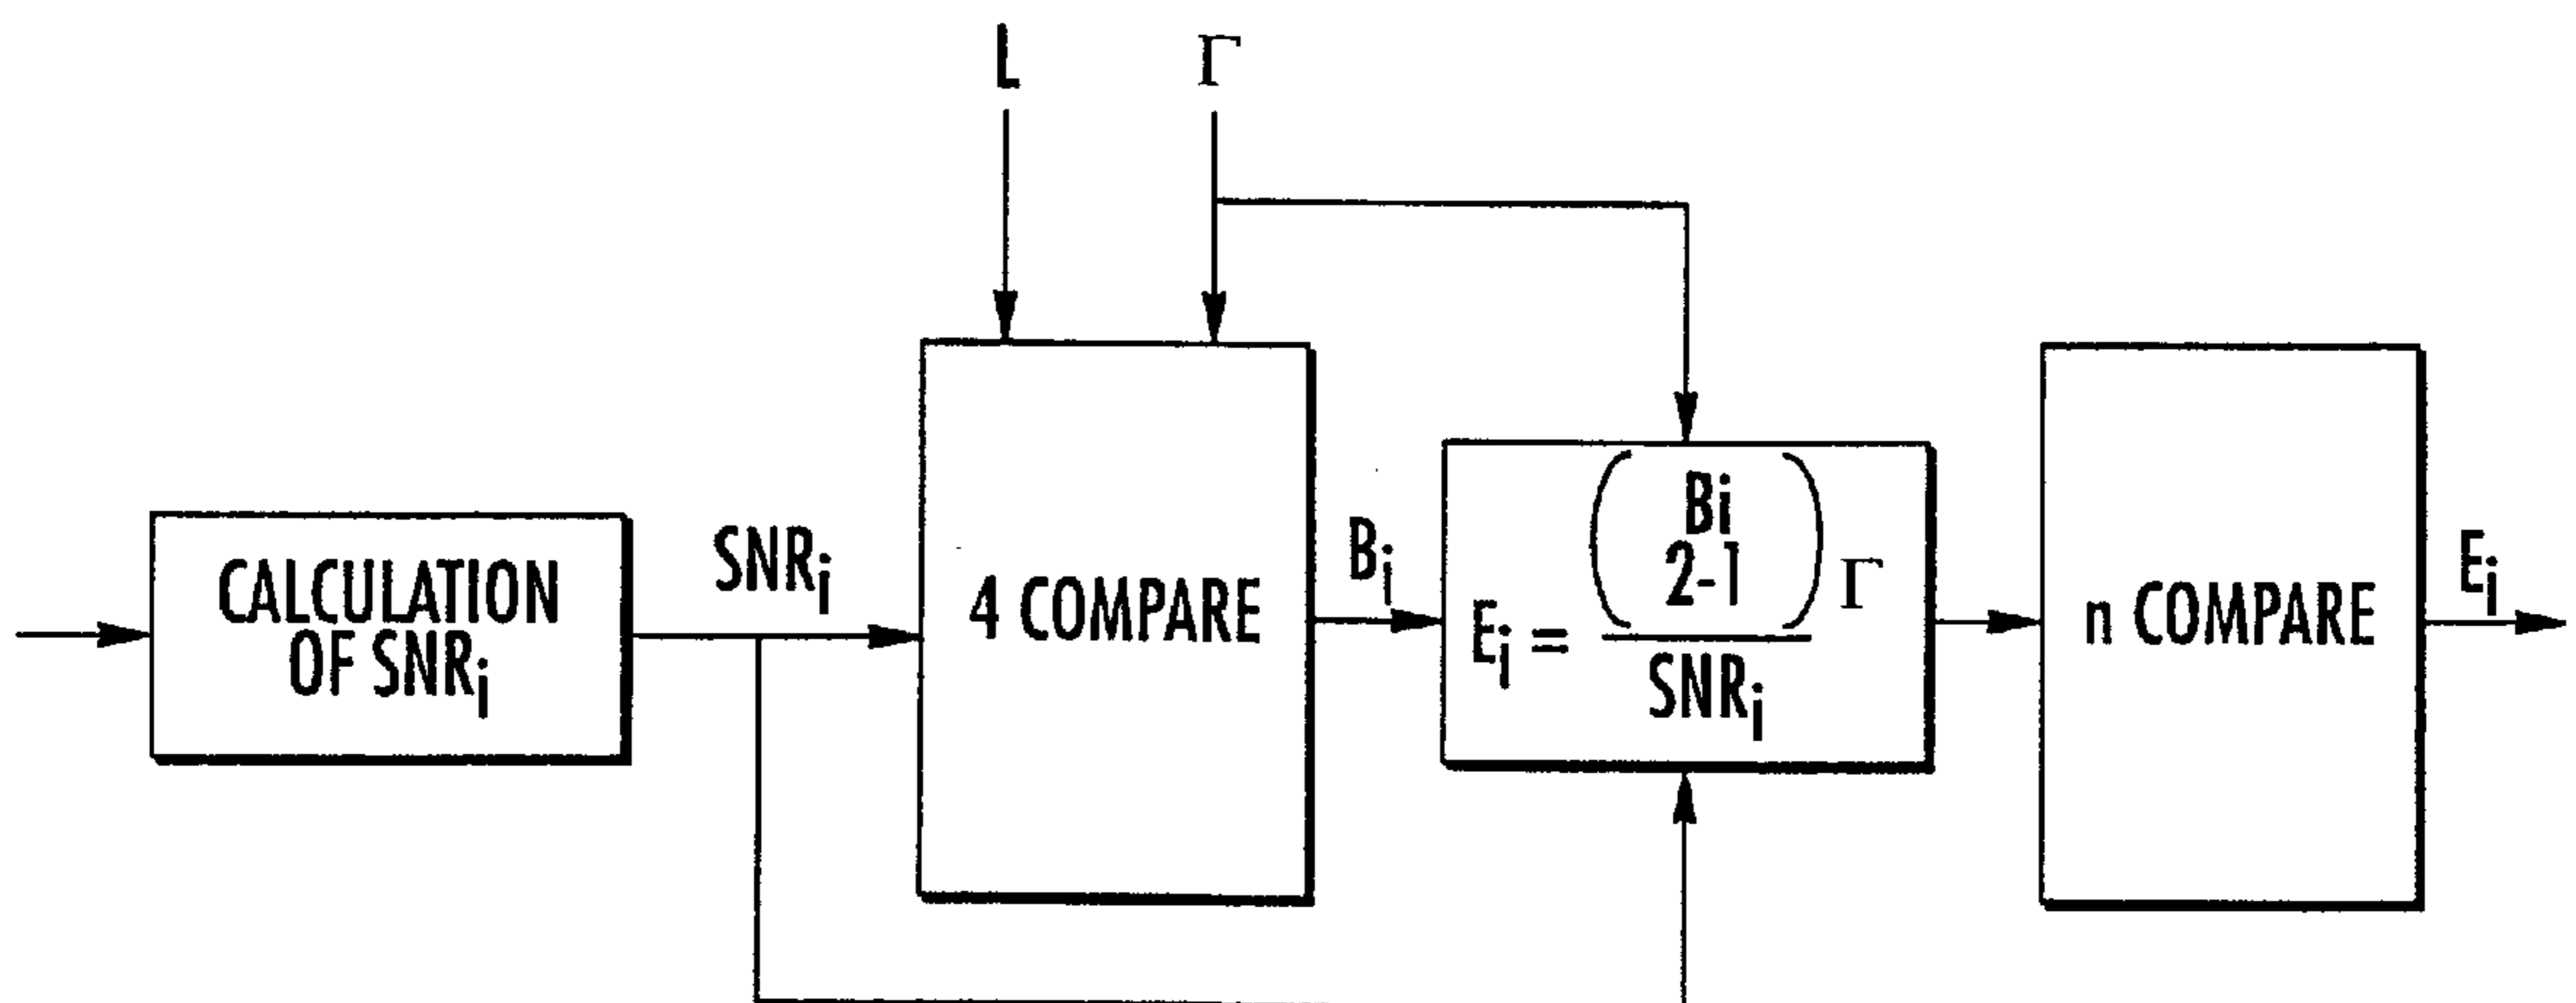 L
Γ
CALCULATION
OF SNRi
SNRi
4 COMPARE
Bi
Bi
( 2-1 ) Γ
Ei =
SNRi
n COMPARE
Ei